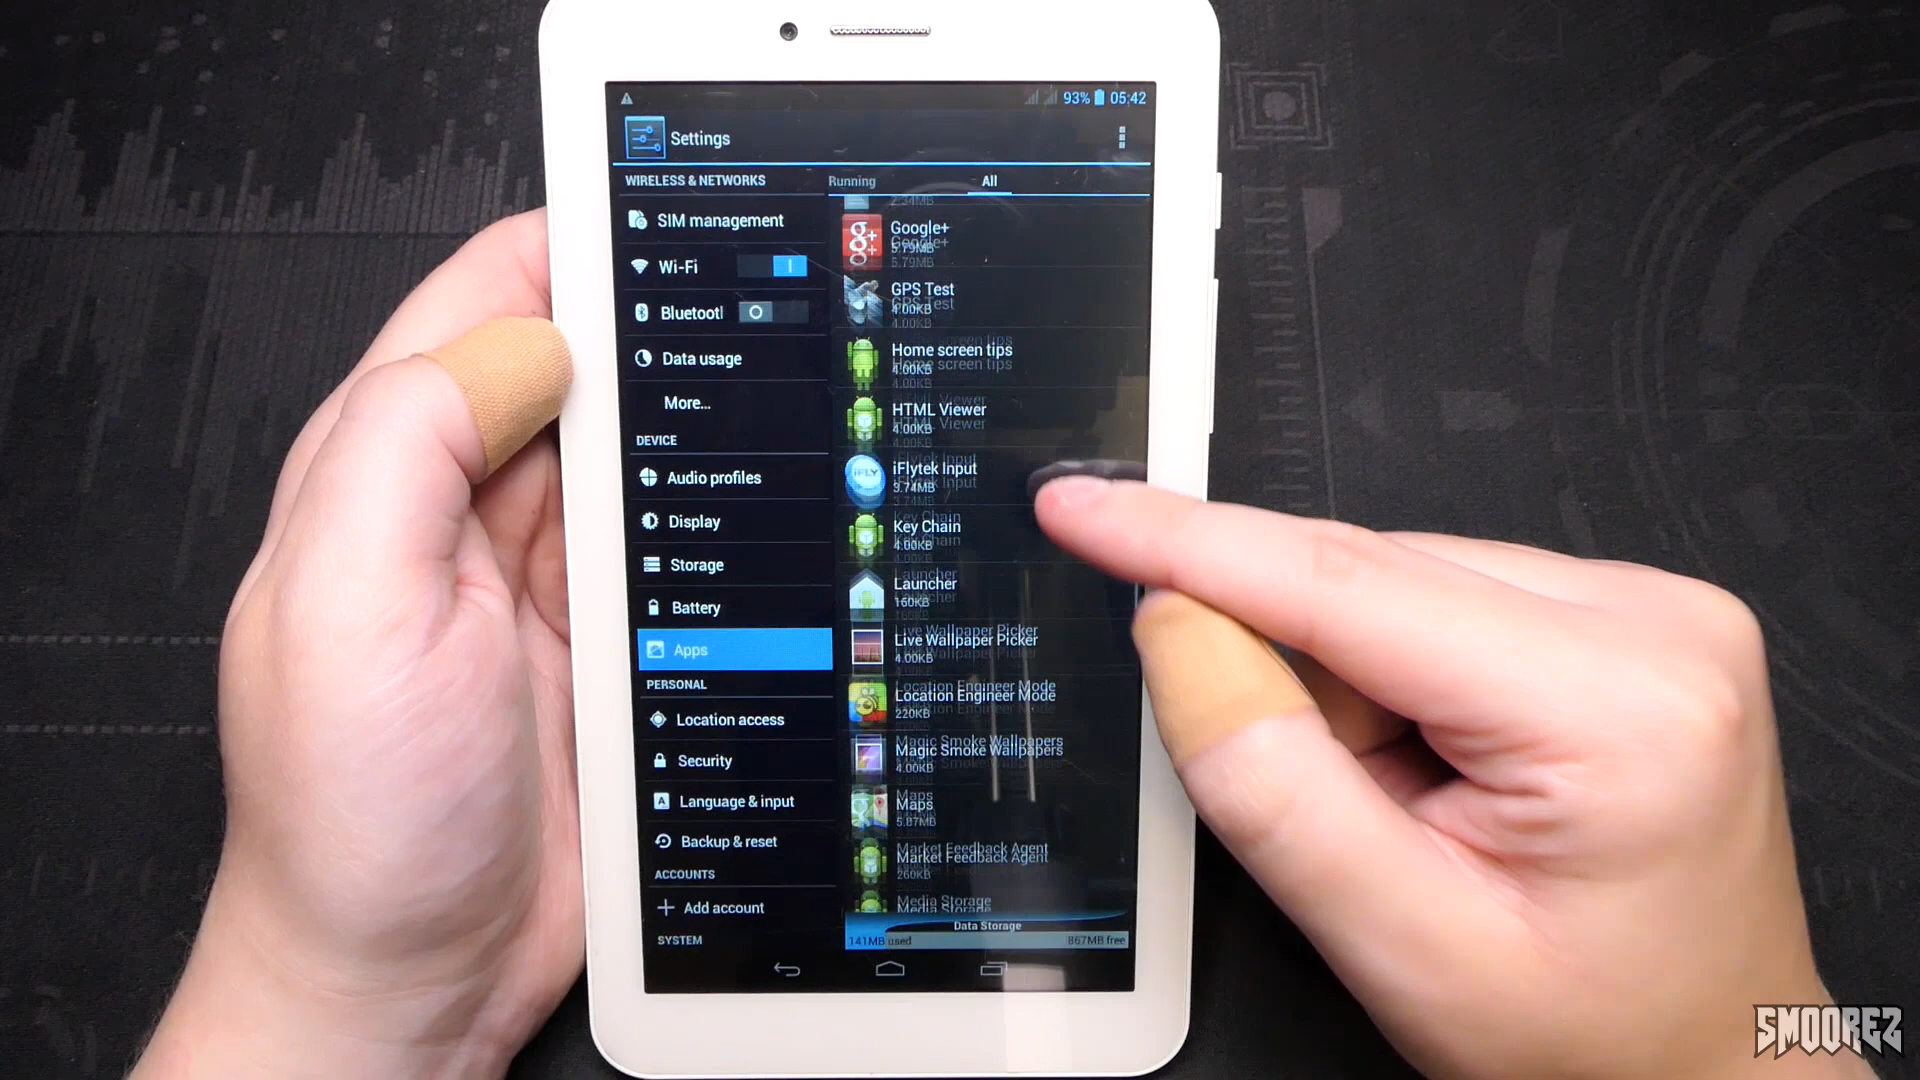 93% 05:42
Settings
WIRELESS & NETWORKS
SIM management
Wi-Fi
Bluetooth
Data usage
More...
DEVICE
Audio profiles
Display
Storage
Battery
Apps
PERSONAL
Location access
Security
Language & input
Backup & reset
ACCOUNTS
Add account
SYSTEM
Running All
2.34MB
Google+
5.79MB
GPS Test
4.00KB
Home screen tips
4.00KB
HTML Viewer
4.00KB
iFLY
iFlytek Input
3.74MB
Key Chain
4.00KB
Launcher
160KB
Live Wallpaper Picker
4.00KB
Location Engineer Mode
220KB
Magic Smoke Wallpapers
4.00KB
Maps
5.87MB
Market Feedback Agent
260KB
Media Storage
Data Storage
141MB used 867MB free
SMOOREZ